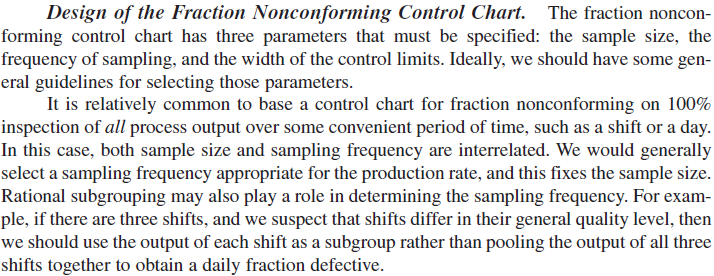 Design of the Fraction Nonconforming Control Chart. The fraction noncon-
forming control chart has three parameters that must be specified: the sample size, the
frequency of sampling, and the width of the control limits. Ideally, we should have some gen-
eral guidelines for selecting those parameters.
It is relatively common to base a control chart for fraction nonconforming on 100%
inspection of all process output over some convenient period of time, such as a shift or a day.
In this case, both sample size and sampling frequency are interrelated. We would generally
select a sampling frequency appropriate for the production rate, and this fixes the sample size.
Rational subgrouping may also play a role in determining the sampling frequency. For exam-
ple, if there are three shifts, and we suspect that shifts differ in their general quality level, then
we should use the output of each shift as a subgroup rather than pooling the output of all three
shifts together to obtain a daily fraction defective.